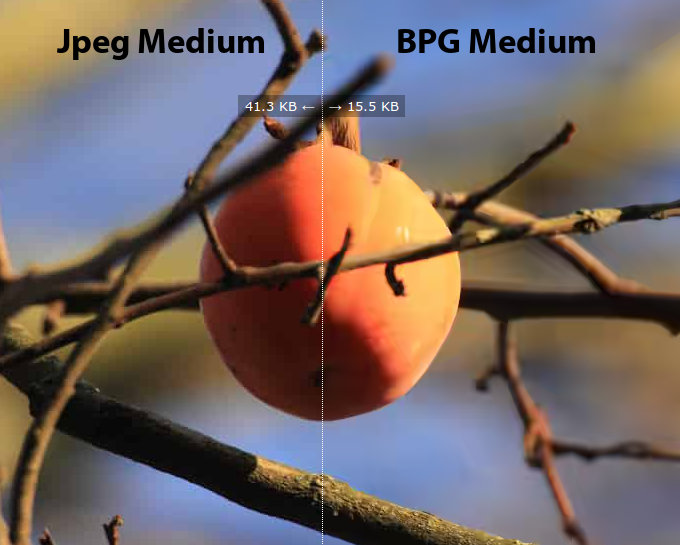 Jpeg Medium
BPG Medium
41.3 KB ← → 15.5 KB